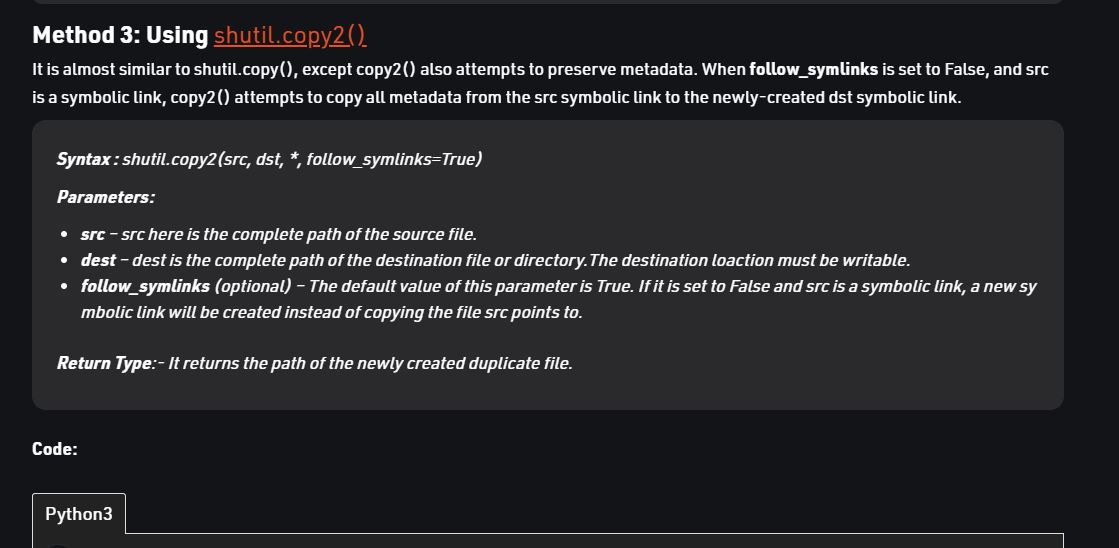 Method 3: Using shutil.copy2()
It is almost similar to shutil.copy(), except copy2() also attempts to preserve metadata. When follow_symlinks is set to False, and src
is a symbolic link, copy2() attempts to copy all metadata from the src symbolic link to the newly-created dst symbolic link.
Syntax : shutil.copy2(src, dst, *, follow_symlinks=True)
Parameters:
• src – src here is the complete path of the source file.
• dest – dest is the complete path of the destination file or directory.The destination loaction must be writable.
• follow_symlinks (optional) – The default value of this parameter is True. If it is set to False and src is a symbolic link, a new sy
mbolic link will be created instead of copying the file src points to.
Return Type:- It returns the path of the newly created duplicate file.
Code:
Python3